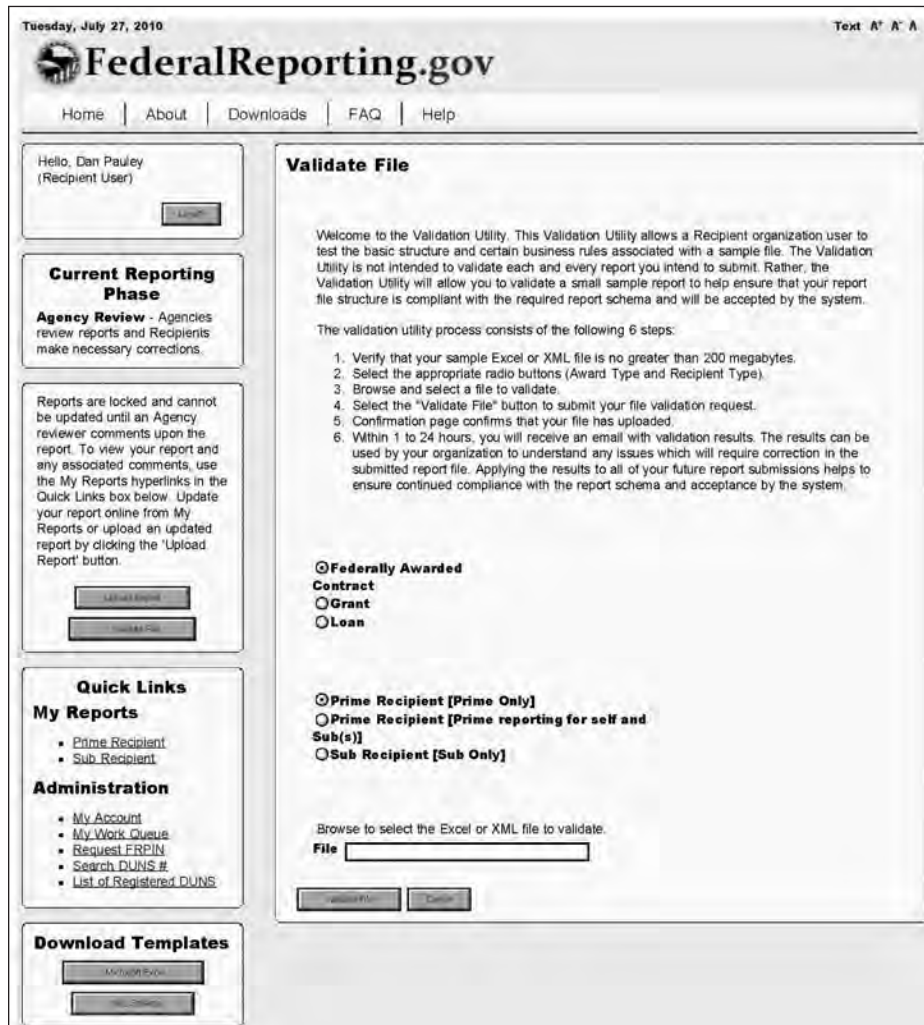 Tuesday, July 27, 2010
Text A+ A- A
FederalReporting.gov
Home | About | Downloads | FAQ | Help
Hello, Dan Pauley
(Recipient User)
Current Reporting
Phase
Agency Review - Agencies
review reports and Recipients
make necessary corrections.
Reports are locked and cannot
be updated until an Agency
reviewer comments upon the
report. To view your report and
any associated comments, use
the My Reports hyperlinks in the
Quick Links box below. Update
your report online from My
Reports or upload an updated
report by clicking the 'Upload
Report' button.
Upload Report
Validate File
Quick Links
My Reports
Prime Recipient
Sub Recipient
Administration
My Account
My Work Queue
Request FRPIN
Search DUNS #
List of Registered DUNS
Download Templates
Microsoft Excel
Validate File
Welcome to the Validation Utility. This Validation Utility allows a Recipient organization user to
test the basic structure and certain business rules associated with a sample file. The Validation
Utility is not intended to validate each and every report you intend to submit. Rather, the
Validation Utility will allow you to validate a small sample report to help ensure that your report
file structure is compliant with the required report schema and will be accepted by the system.
The validation utility process consists of the following 6 steps:
1. Verify that your sample Excel or XML file is no greater than 200 megabytes.
2. Select the appropriate radio buttons (Award Type and Recipient Type).
3. Browse and select a file to validate.
4. Select the "Validate File" button to submit your file validation request.
5. Confirmation page confirms that your file has uploaded.
6. Within 1 to 24 hours, you will receive an email with validation results. The results can be
used by your organization to understand any issues which will require correction in the
submitted report file. Applying the results to all of your future report submissions helps to
ensure continued compliance with the report schema and acceptance by the system.
Federally Awarded
Contract
Grant
Loan
Prime Recipient [Prime Only]
Prime Recipient [Prime reporting for self and
Sub(s)]
Sub Recipient [Sub Only]
Browse to select the Excel or XML file to validate.
File
Validate File
Cancel